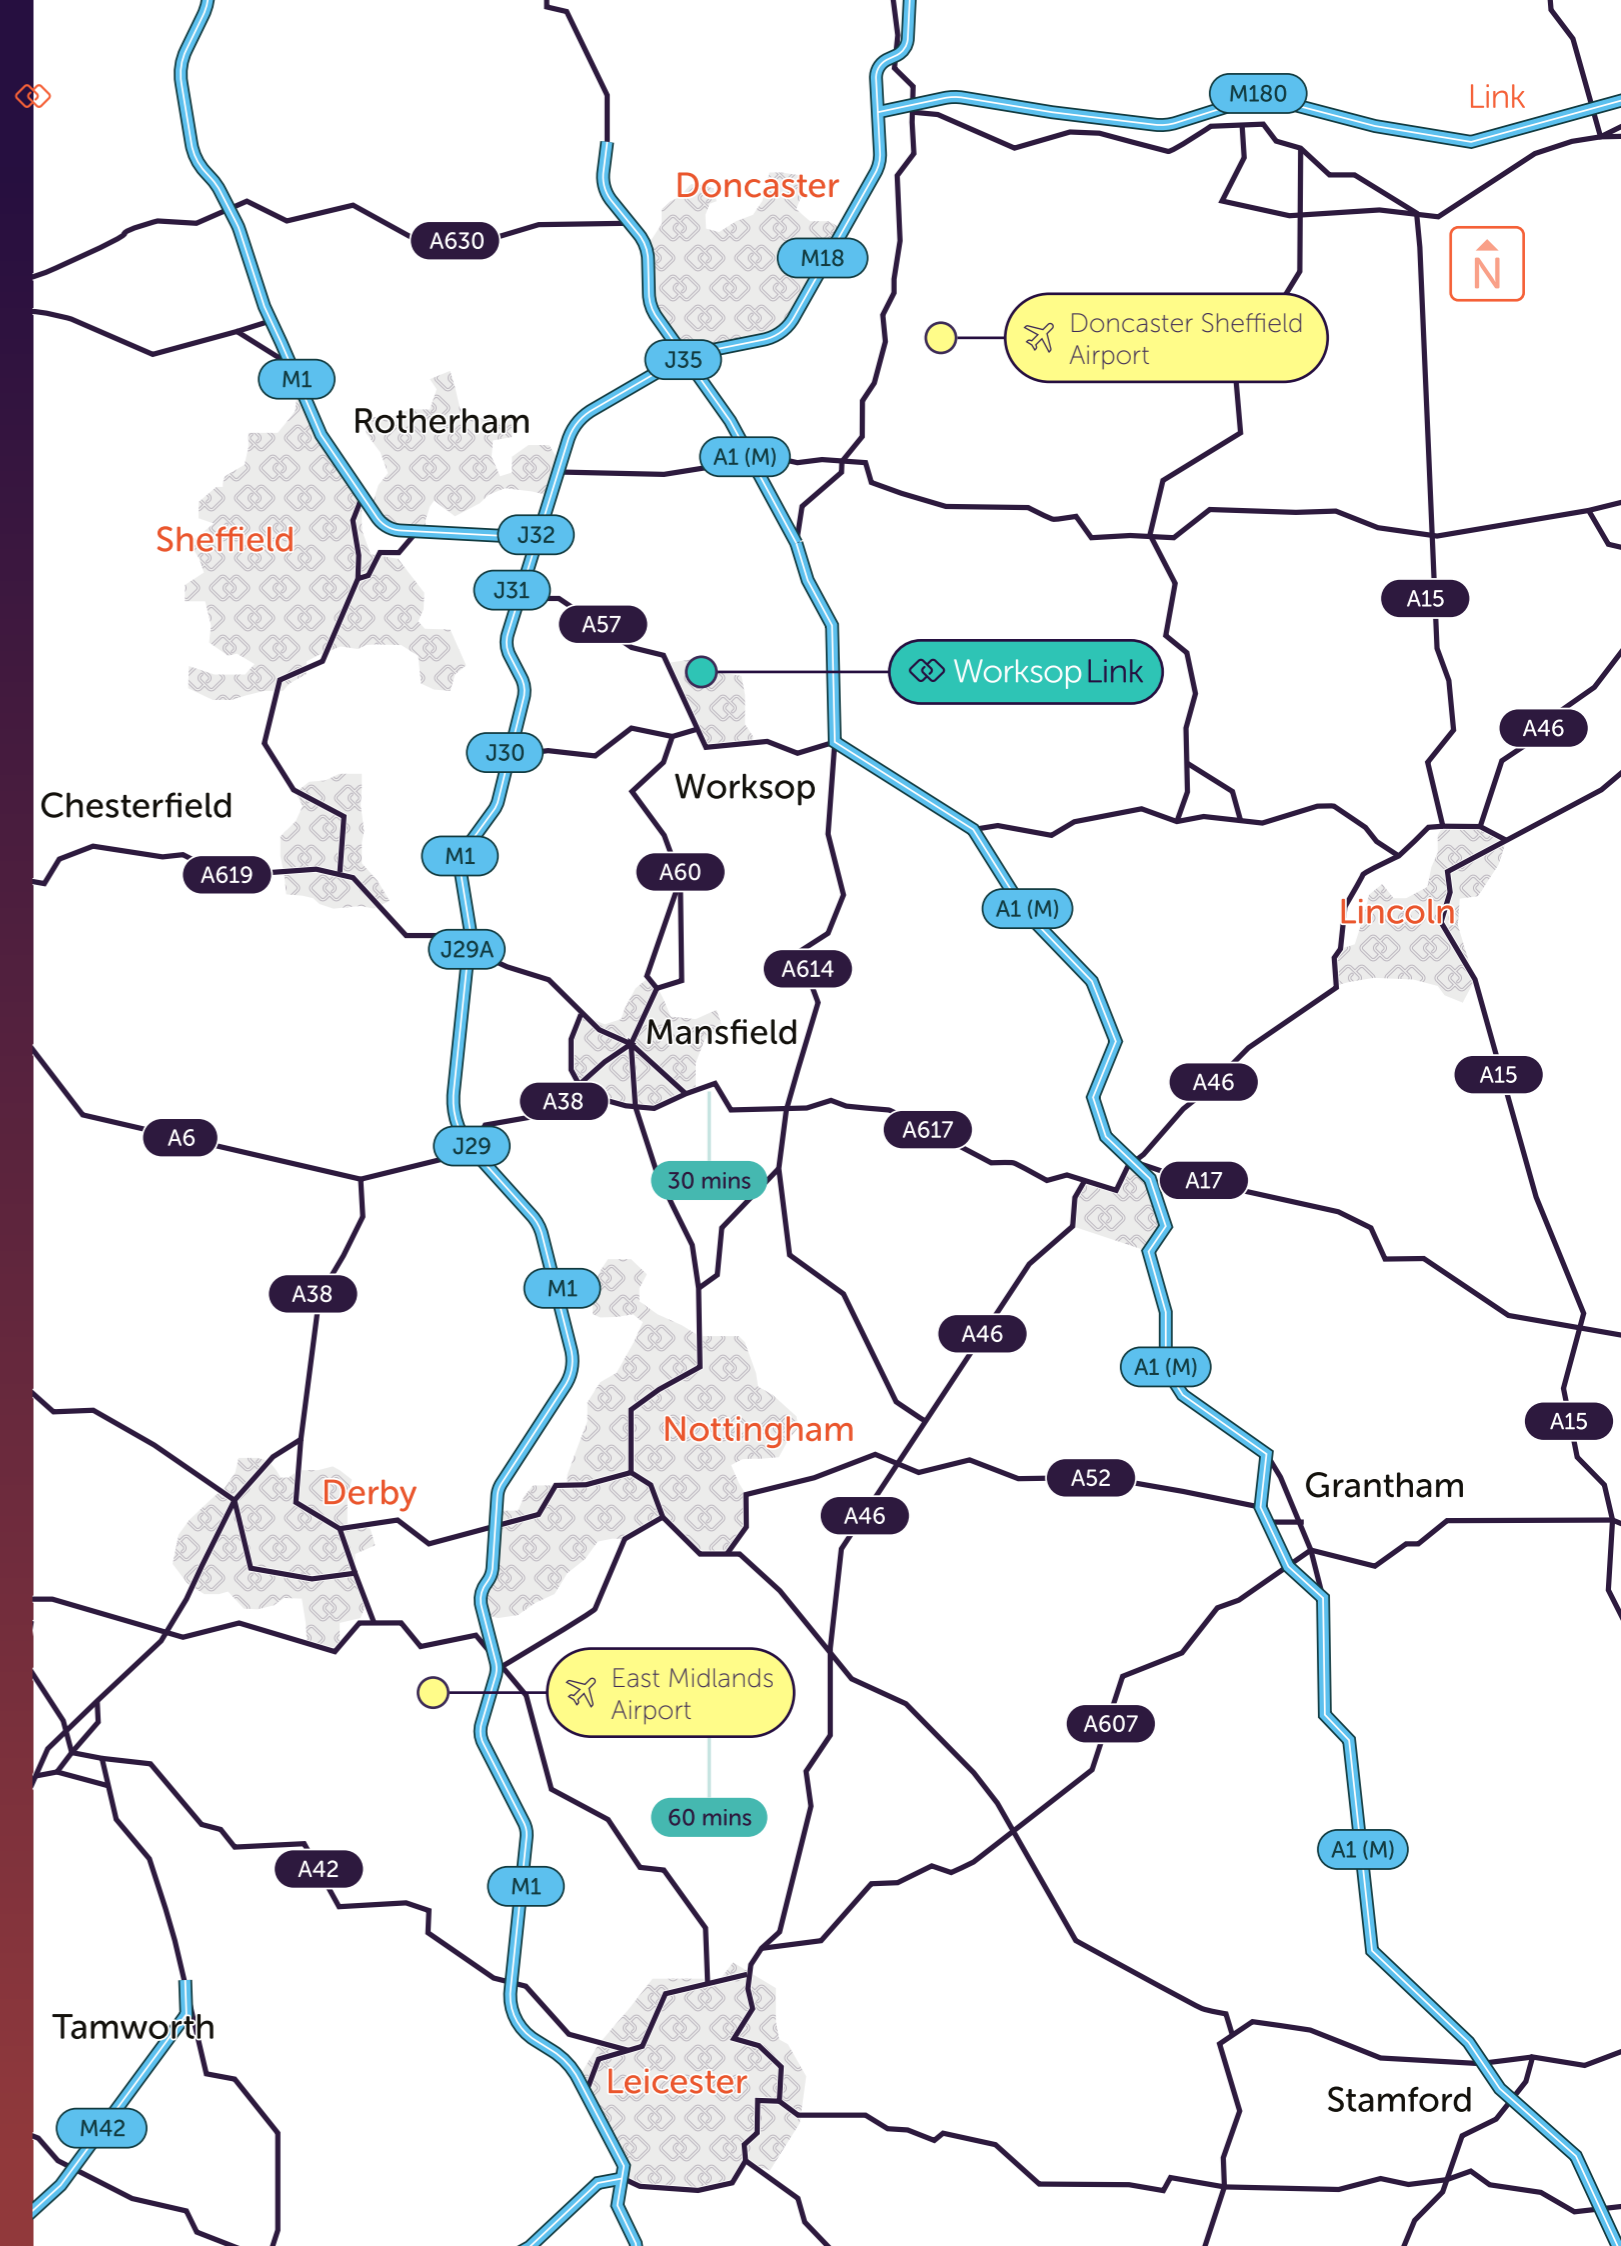 M180
Link
Doncaster
A630
M18
N
Doncaster Sheffield
Airport
J35
M1
Rotherham
A1 (M)
J32
Sheffield
J31
A15
A57
Worksop Link
A46
J30
Worksop
Chesterfield
M1
A60
A619
A1 (M)
Lincoln
J29A
A614
Mansfield
A15
A46
A38
A617
A6
J29
30 mins
A17
M1
A38
A46
A1 (M)
A15
Nottingham
A52
Grantham
Derby
A46
East Midlands
Airport
A607
60 mins
A1 (M)
A42
M1
Tamworth
Leicester
Stamford
M42